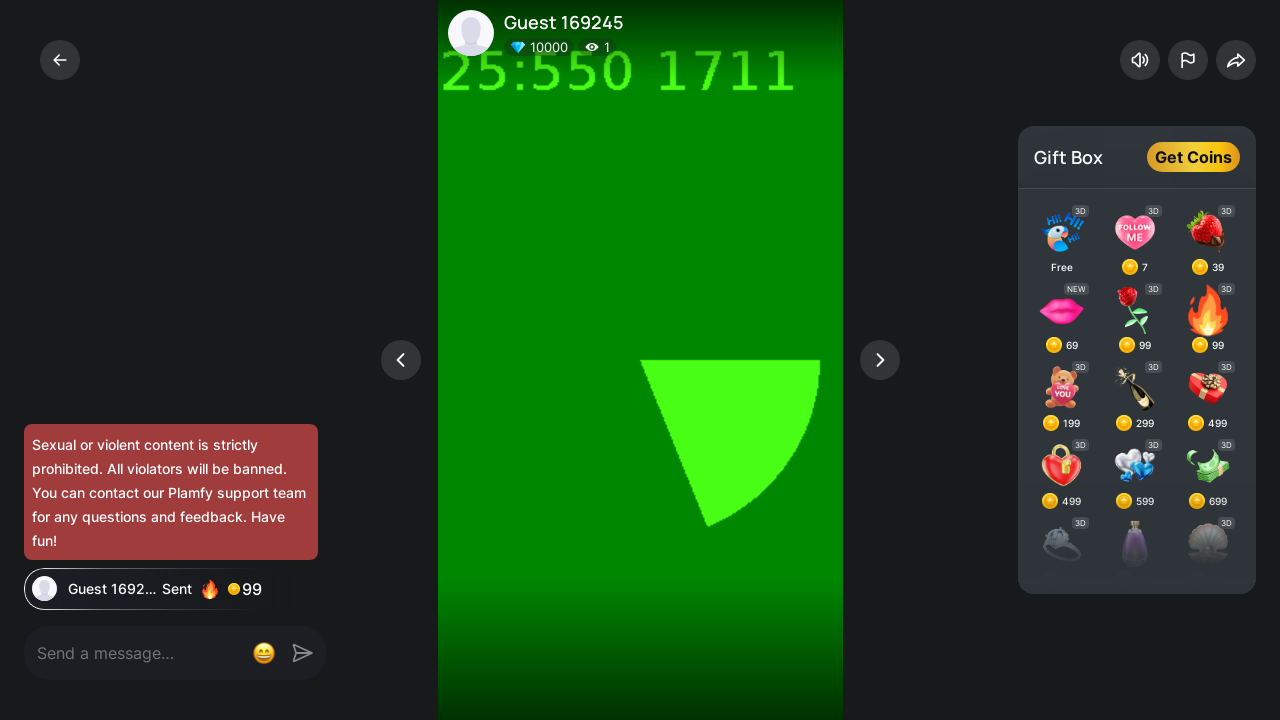 Guest 169245
10000 1
25:550 1711
Gift Box
Get Coins
3D 3D 3D
Hi! Hi! Hi! Hi!
FOLLOW
ME
Free 7 39
NEW 3D 3D
69 99 99
3D 3D 3D
LOVE
YOU
199 299 499
3D 3D 3D
499 599 699
3D 3D
Sexual or violent content is strictly
prohibited. All violators will be banned.
You can contact our Plamfy support team
for any questions and feedback. Have
fun!
Guest 1692... Sent 99
Send a message...